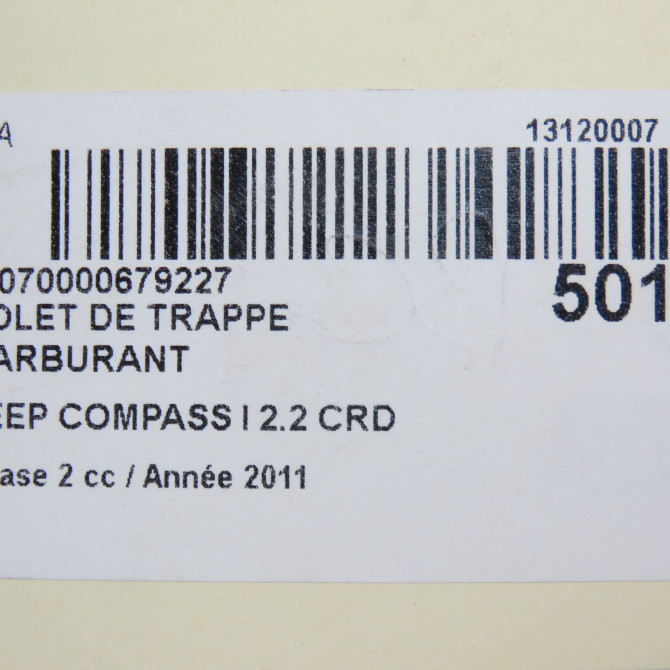 A 13120007
070000679227 501
OLET DE TRAPPE
ARBURANT
EEP COMPASS I 2.2 CRD
ase 2 cc / Année 2011